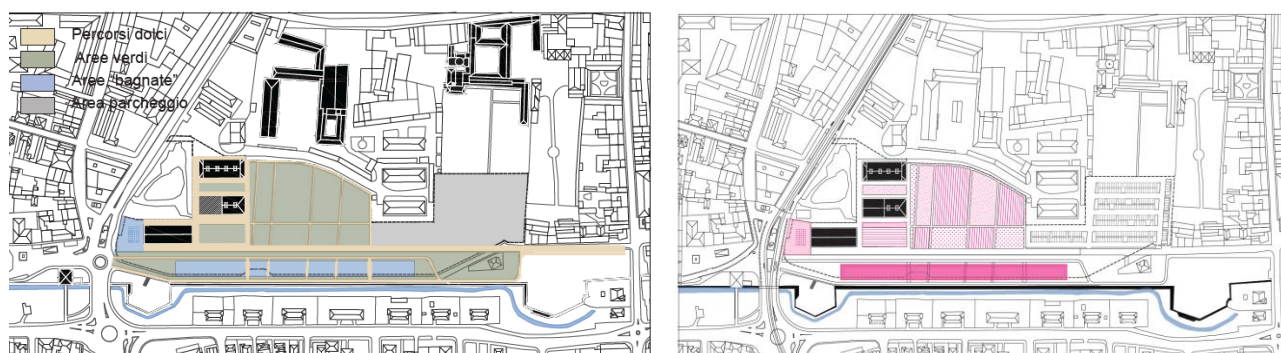 Percorsi dolci
Aree verdi
Aree "bagnate"
Area parcheggio